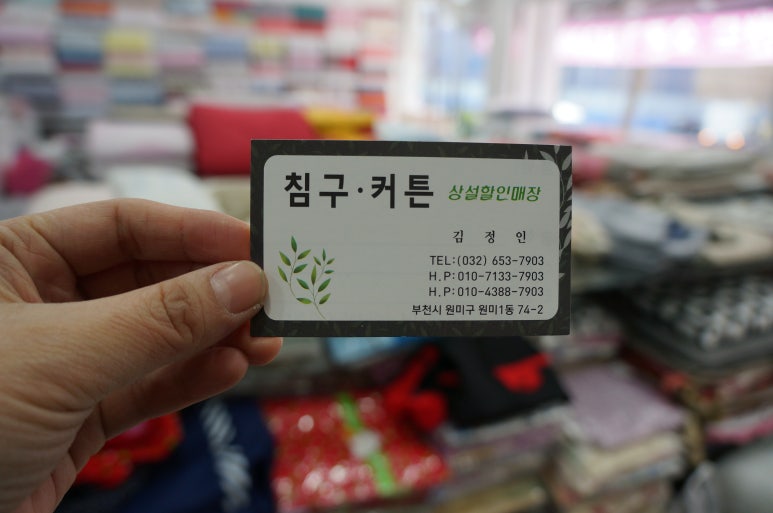 침구·커튼 상설할인매장
김 정 인
TEL:(032) 653-7903
H.P:010-7133-7903
H.P:010-4388-7903
부천시 원미구 원미1동 74-2